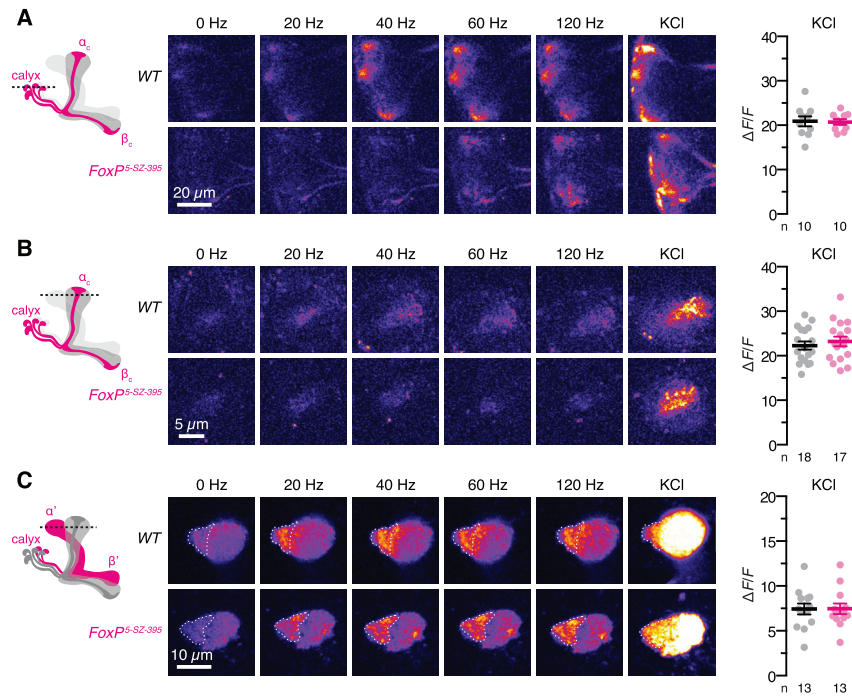 A
0 Hz 20 Hz 40 Hz 60 Hz 120 Hz KCl KCl
αc
calyx
βc
WT
FoxP5-SZ-395
20 µm
ΔF/F
40
30
20
10
0
n 10 10
B
0 Hz 20 Hz 40 Hz 60 Hz 120 Hz KCl KCl
αc
calyx
βc
WT
FoxP5-SZ-395
5 µm
ΔF/F
40
30
20
10
0
n 18 17
C
0 Hz 20 Hz 40 Hz 60 Hz 120 Hz KCl KCl
α'
calyx
β'
WT
FoxP5-SZ-395
10 µm
ΔF/F
20
15
10
5
0
n 13 13